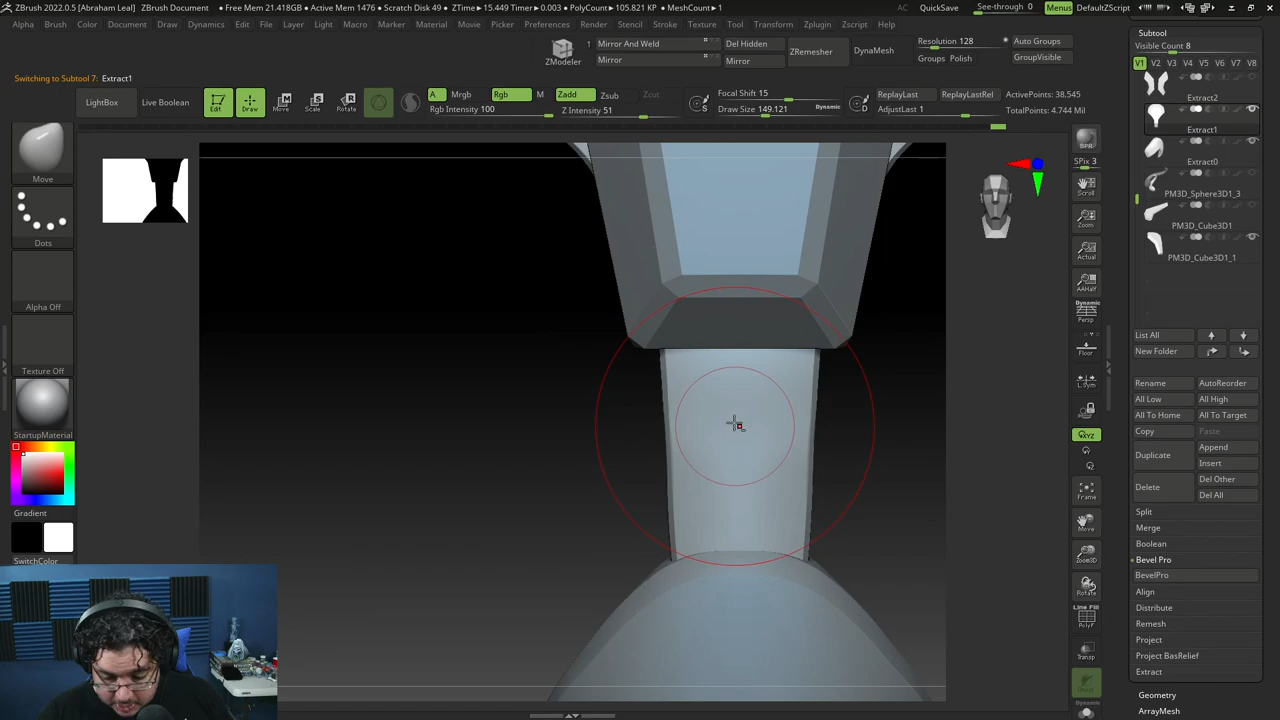 ZBrush 2022.0.5 [Abraham Leal] ZBrush Document • Free Mem 21.418GB • Active Mem 1476 • Scratch Disk 49 • ZTime▸15.449 Timer▸0.003 • PolyCount▸105.821 KP • MeshCount▸1
AC QuickSave See-through 0 Menus DefaultZScript
Alpha Brush Color Document Draw Dynamics Edit File Layer Light Macro Marker Material Movie Picker Preferences Render Stencil Stroke Texture Tool Transform Zplugin Zscript Help
Switching to Subtool 7: Extract1
ZModeler
1
Mirror And Weld
Mirror
Del Hidden
Mirror
ZRemesher
DynaMesh
Resolution 128
Groups Polish
Auto Groups
GroupVisible
LightBox
Live Boolean
Edit
Draw
Move
Scale
Rotate
A Mrgb
Rgb M
Rgb Intensity 100
Zadd Zsub Zcut
Z Intensity 51
Focal Shift 15
Draw Size 149.121 Dynamic
S
D
ReplayLast ReplayLastRel
AdjustLast 1
ActivePoints: 38,545
TotalPoints: 4.744 Mil
Move
Dots
Alpha Off
Texture Off
StartupMaterial
Gradient
SwitchColor
BPR
SPix 3
Scroll
Zoom
Actual
AAHalf
Dynamic
Persp
Floor
L.Sym
XYZ
Frame
Move
Zoom3D
Rotate
Line Fill
PolyF
Transp
Ghost
Dynamic
Subtool
Visible Count 8
V1 V2 V3 V4 V5 V6 V7 V8
Extract2
Extract1
Extract0
PM3D_Sphere3D1_3
PM3D_Cube3D1
PM3D_Cube3D1_1
List All
New Folder
Rename AutoReorder
All Low All High
All To Home All To Target
Copy Paste
Duplicate
Append
Insert
Delete
Del Other
Del All
Split
Merge
Boolean
Bevel Pro
BevelPro
Align
Distribute
Remesh
Project
Project BasRelief
Extract
Geometry
ArrayMesh